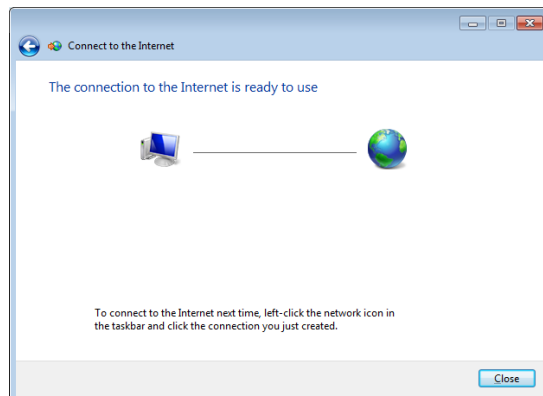 Connect to the Internet
The connection to the Internet is ready to use
To connect to the Internet next time, left-click the network icon in
the taskbar and click the connection you just created.
Close